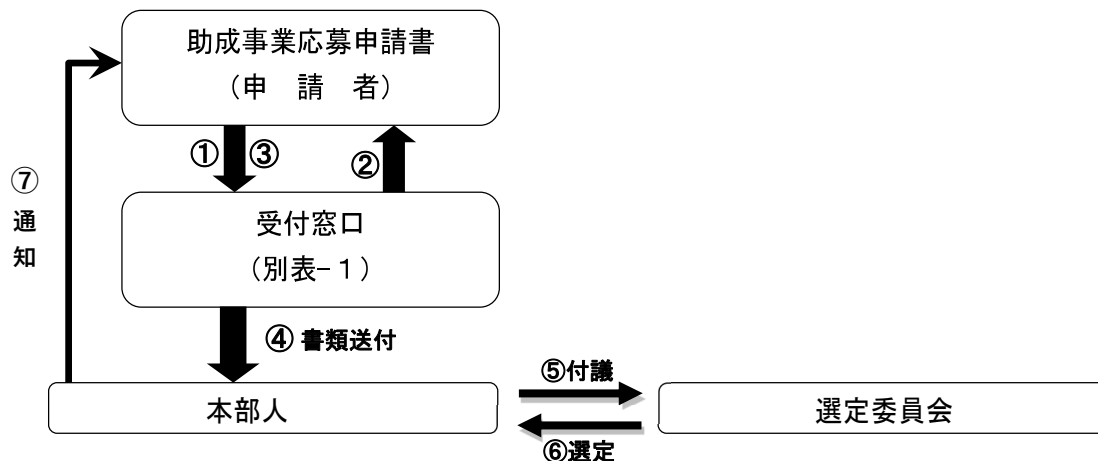 助成事業応募申請書
（申　請　者）
① ③ ②
⑦
通
知
受付窓口
（別表－１）
④ 書類送付
⑤付議
本部人
選定委員会
⑥選定